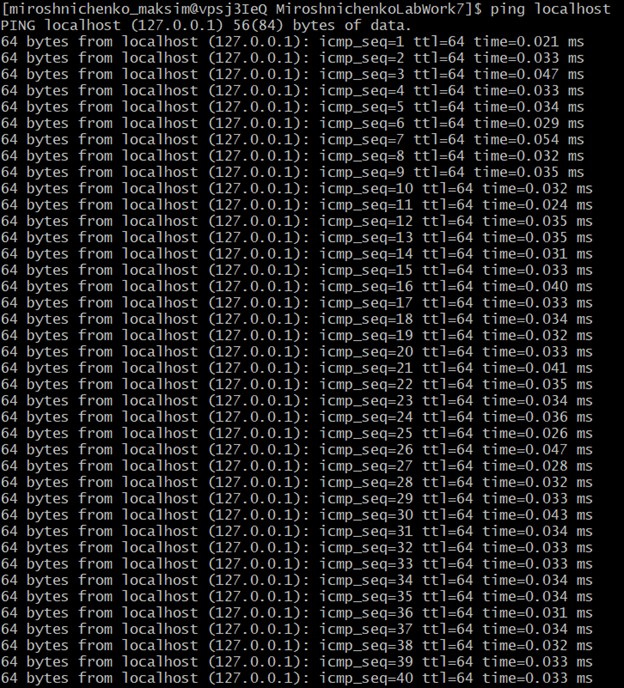 [miroshnichenko_maksim@vpsj3IeQ MiroshnichenkoLabWork7]$ ping localhost
PING localhost (127.0.0.1) 56(84) bytes of data.
64 bytes from localhost (127.0.0.1): icmp_seq=1 ttl=64 time=0.021 ms
64 bytes from localhost (127.0.0.1): icmp_seq=2 ttl=64 time=0.033 ms
64 bytes from localhost (127.0.0.1): icmp_seq=3 ttl=64 time=0.047 ms
64 bytes from localhost (127.0.0.1): icmp_seq=4 ttl=64 time=0.033 ms
64 bytes from localhost (127.0.0.1): icmp_seq=5 ttl=64 time=0.034 ms
64 bytes from localhost (127.0.0.1): icmp_seq=6 ttl=64 time=0.029 ms
64 bytes from localhost (127.0.0.1): icmp_seq=7 ttl=64 time=0.054 ms
64 bytes from localhost (127.0.0.1): icmp_seq=8 ttl=64 time=0.032 ms
64 bytes from localhost (127.0.0.1): icmp_seq=9 ttl=64 time=0.035 ms
64 bytes from localhost (127.0.0.1): icmp_seq=10 ttl=64 time=0.032 ms
64 bytes from localhost (127.0.0.1): icmp_seq=11 ttl=64 time=0.024 ms
64 bytes from localhost (127.0.0.1): icmp_seq=12 ttl=64 time=0.035 ms
64 bytes from localhost (127.0.0.1): icmp_seq=13 ttl=64 time=0.035 ms
64 bytes from localhost (127.0.0.1): icmp_seq=14 ttl=64 time=0.031 ms
64 bytes from localhost (127.0.0.1): icmp_seq=15 ttl=64 time=0.033 ms
64 bytes from localhost (127.0.0.1): icmp_seq=16 ttl=64 time=0.040 ms
64 bytes from localhost (127.0.0.1): icmp_seq=17 ttl=64 time=0.033 ms
64 bytes from localhost (127.0.0.1): icmp_seq=18 ttl=64 time=0.034 ms
64 bytes from localhost (127.0.0.1): icmp_seq=19 ttl=64 time=0.032 ms
64 bytes from localhost (127.0.0.1): icmp_seq=20 ttl=64 time=0.033 ms
64 bytes from localhost (127.0.0.1): icmp_seq=21 ttl=64 time=0.041 ms
64 bytes from localhost (127.0.0.1): icmp_seq=22 ttl=64 time=0.035 ms
64 bytes from localhost (127.0.0.1): icmp_seq=23 ttl=64 time=0.034 ms
64 bytes from localhost (127.0.0.1): icmp_seq=24 ttl=64 time=0.036 ms
64 bytes from localhost (127.0.0.1): icmp_seq=25 ttl=64 time=0.026 ms
64 bytes from localhost (127.0.0.1): icmp_seq=26 ttl=64 time=0.047 ms
64 bytes from localhost (127.0.0.1): icmp_seq=27 ttl=64 time=0.028 ms
64 bytes from localhost (127.0.0.1): icmp_seq=28 ttl=64 time=0.032 ms
64 bytes from localhost (127.0.0.1): icmp_seq=29 ttl=64 time=0.033 ms
64 bytes from localhost (127.0.0.1): icmp_seq=30 ttl=64 time=0.043 ms
64 bytes from localhost (127.0.0.1): icmp_seq=31 ttl=64 time=0.034 ms
64 bytes from localhost (127.0.0.1): icmp_seq=32 ttl=64 time=0.033 ms
64 bytes from localhost (127.0.0.1): icmp_seq=33 ttl=64 time=0.033 ms
64 bytes from localhost (127.0.0.1): icmp_seq=34 ttl=64 time=0.034 ms
64 bytes from localhost (127.0.0.1): icmp_seq=35 ttl=64 time=0.034 ms
64 bytes from localhost (127.0.0.1): icmp_seq=36 ttl=64 time=0.031 ms
64 bytes from localhost (127.0.0.1): icmp_seq=37 ttl=64 time=0.034 ms
64 bytes from localhost (127.0.0.1): icmp_seq=38 ttl=64 time=0.032 ms
64 bytes from localhost (127.0.0.1): icmp_seq=39 ttl=64 time=0.033 ms
64 bytes from localhost (127.0.0.1): icmp_seq=40 ttl=64 time=0.033 ms